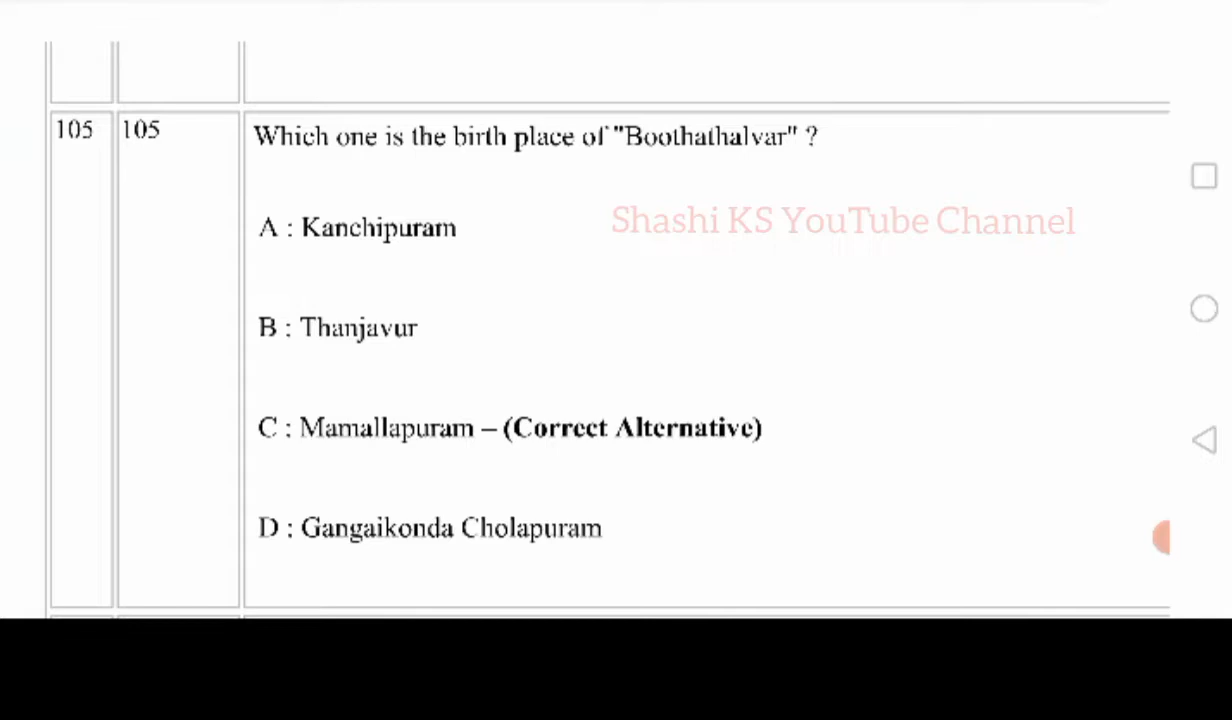 105 105 Which one is the birth place of "Boothathalvar" ?
A : Kanchipuram
Shashi KS YouTube Channel
B : Thanjavur
C : Mamallapuram – (Correct Alternative)
D : Gangaikonda Cholapuram